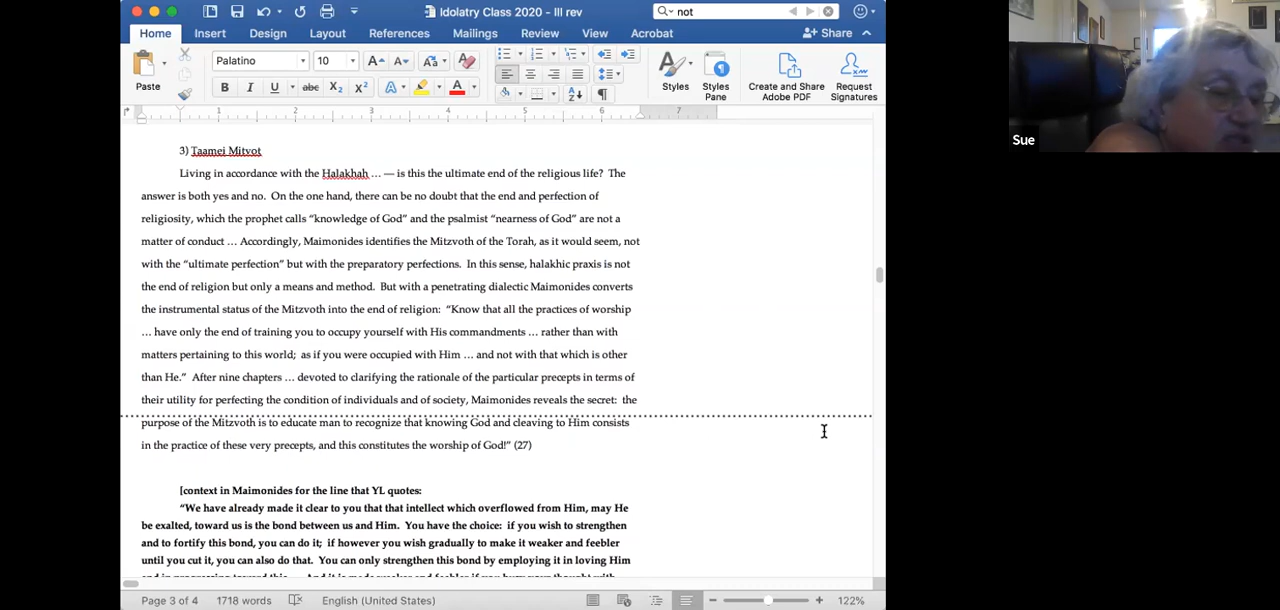 Idolatry Class 2020 - III rev
not
Home Insert Design Layout References Mailings Review View Acrobat Share
Palatino 10
Paste
Styles
Styles Pane
Create and Share Adobe PDF
Request Signatures
1 2 3 4 5 6 7
Sue
3) Taamei Mitvot
Living in accordance with the Halakhah … — is this the ultimate end of the religious life? The
answer is both yes and no. On the one hand, there can be no doubt that the end and perfection of
religiosity, which the prophet calls “knowledge of God” and the psalmist “nearness of God” are not a
matter of conduct … Accordingly, Maimonides identifies the Mitzvoth of the Torah, as it would seem, not
with the “ultimate perfection” but with the preparatory perfections. In this sense, halakhic praxis is not
the end of religion but only a means and method. But with a penetrating dialectic Maimonides converts
the instrumental status of the Mitzvoth into the end of religion: “Know that all the practices of worship
… have only the end of training you to occupy yourself with His commandments … rather than with
matters pertaining to this world; as if you were occupied with Him … and not with that which is other
than He.” After nine chapters … devoted to clarifying the rationale of the particular precepts in terms of
their utility for perfecting the condition of individuals and of society, Maimonides reveals the secret: the
purpose of the Mitzvoth is to educate man to recognize that knowing God and cleaving to Him consists
in the practice of these very precepts, and this constitutes the worship of God!” (27)
[context in Maimonides for the line that YL quotes:
“We have already made it clear to you that that intellect which overflowed from Him, may He
be exalted, toward us is the bond between us and Him. You have the choice: if you wish to strengthen
and to fortify this bond, you can do it; if however you wish gradually to make it weaker and feebler
until you cut it, you can also do that. You can only strengthen this bond by employing it in loving Him
Page 3 of 4 1718 words English (United States) 122%